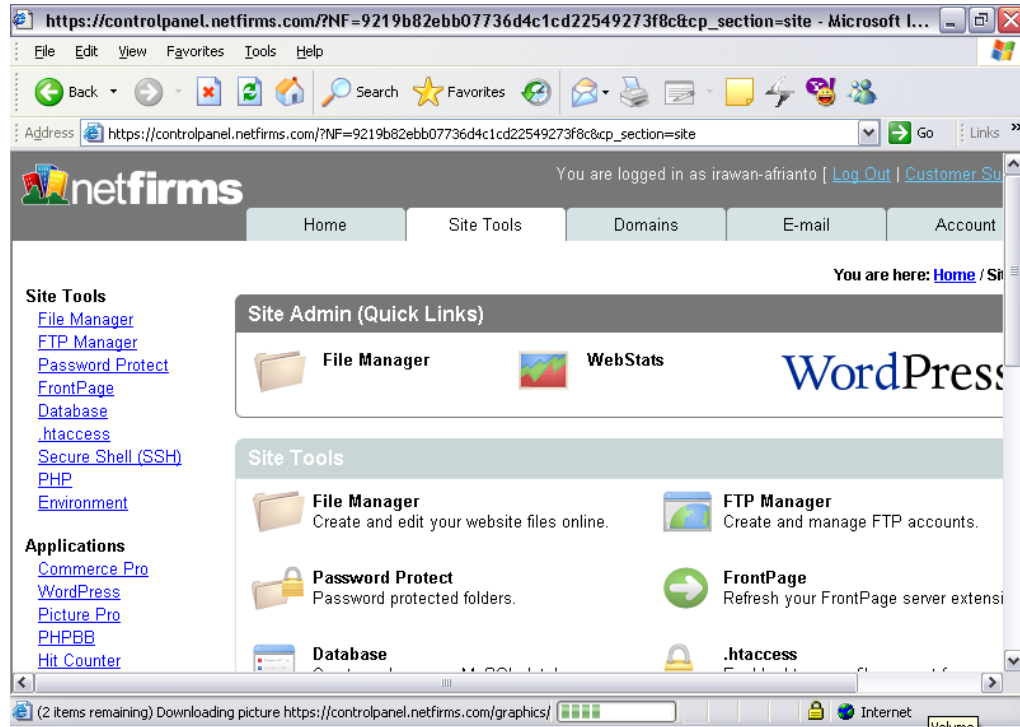 https://controlpanel.netfirms.com/?NF=9219b82ebb07736d4c1cd22549273f8c&cp_section=site - Microsoft I...
File Edit View Favorites Tools Help
Back Search Favorites
Address https://controlpanel.netfirms.com/?NF=9219b82ebb07736d4c1cd22549273f8c&cp_section=site Go Links »
netfirms
You are logged in as irawan-afrianto [ Log Out | Customer Su
Home Site Tools Domains E-mail Account
You are here: Home / Sit
Site Tools
File Manager
FTP Manager
Password Protect
FrontPage
Database
.htaccess
Secure Shell (SSH)
PHP
Environment
Applications
Commerce Pro
WordPress
Picture Pro
PHPBB
Hit Counter
Site Admin (Quick Links)
File Manager WebStats WordPress
Site Tools
File Manager
Create and edit your website files online.
FTP Manager
Create and manage FTP accounts.
Password Protect
Password protected folders.
FrontPage
Refresh your FrontPage server extensi
Database
.htaccess
(2 items remaining) Downloading picture https://controlpanel.netfirms.com/graphics/ Internet
Volume